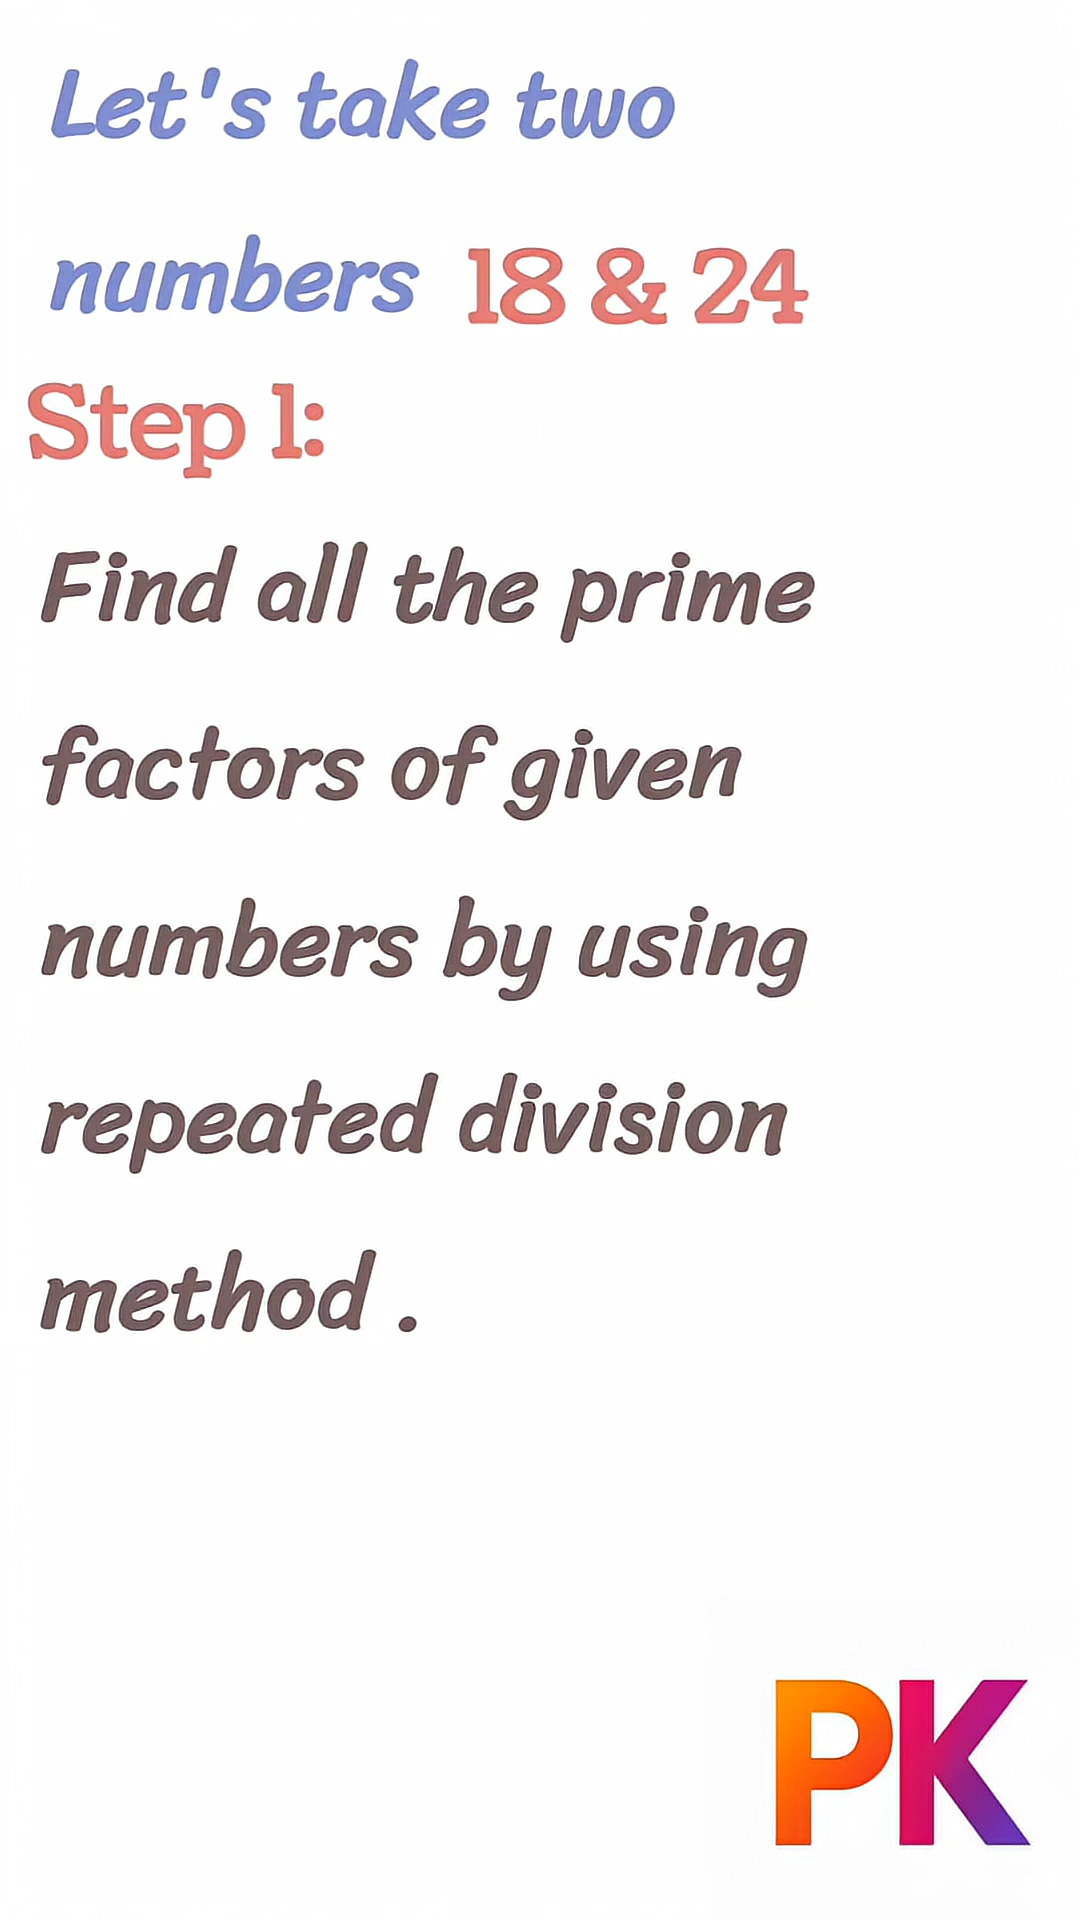 Let's take two
numbers 18 & 24
Step 1:
Find all the prime
factors of given
numbers by using
repeated division
method .
PK